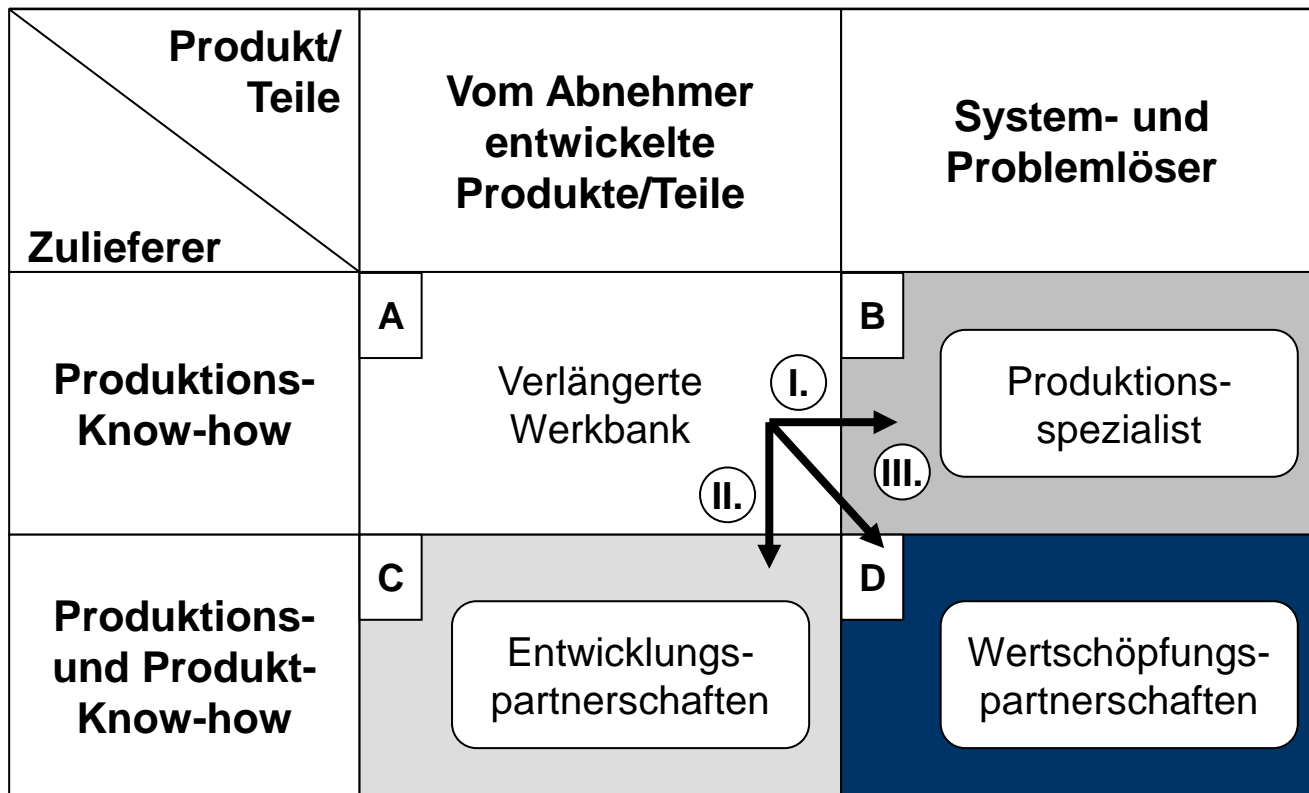 Produkt/
Teile
Zulieferer
Vom Abnehmer
entwickelte
Produkte/Teile
System- und
Problemlöser
Produktions-
Know-how
A
Verlängerte
Werkbank
I.
II.
B
III.
Produktions-
spezialist
Produktions-
und Produkt-
Know-how
C
Entwicklungs-
partnerschaften
D
Wertschöpfungs-
partnerschaften